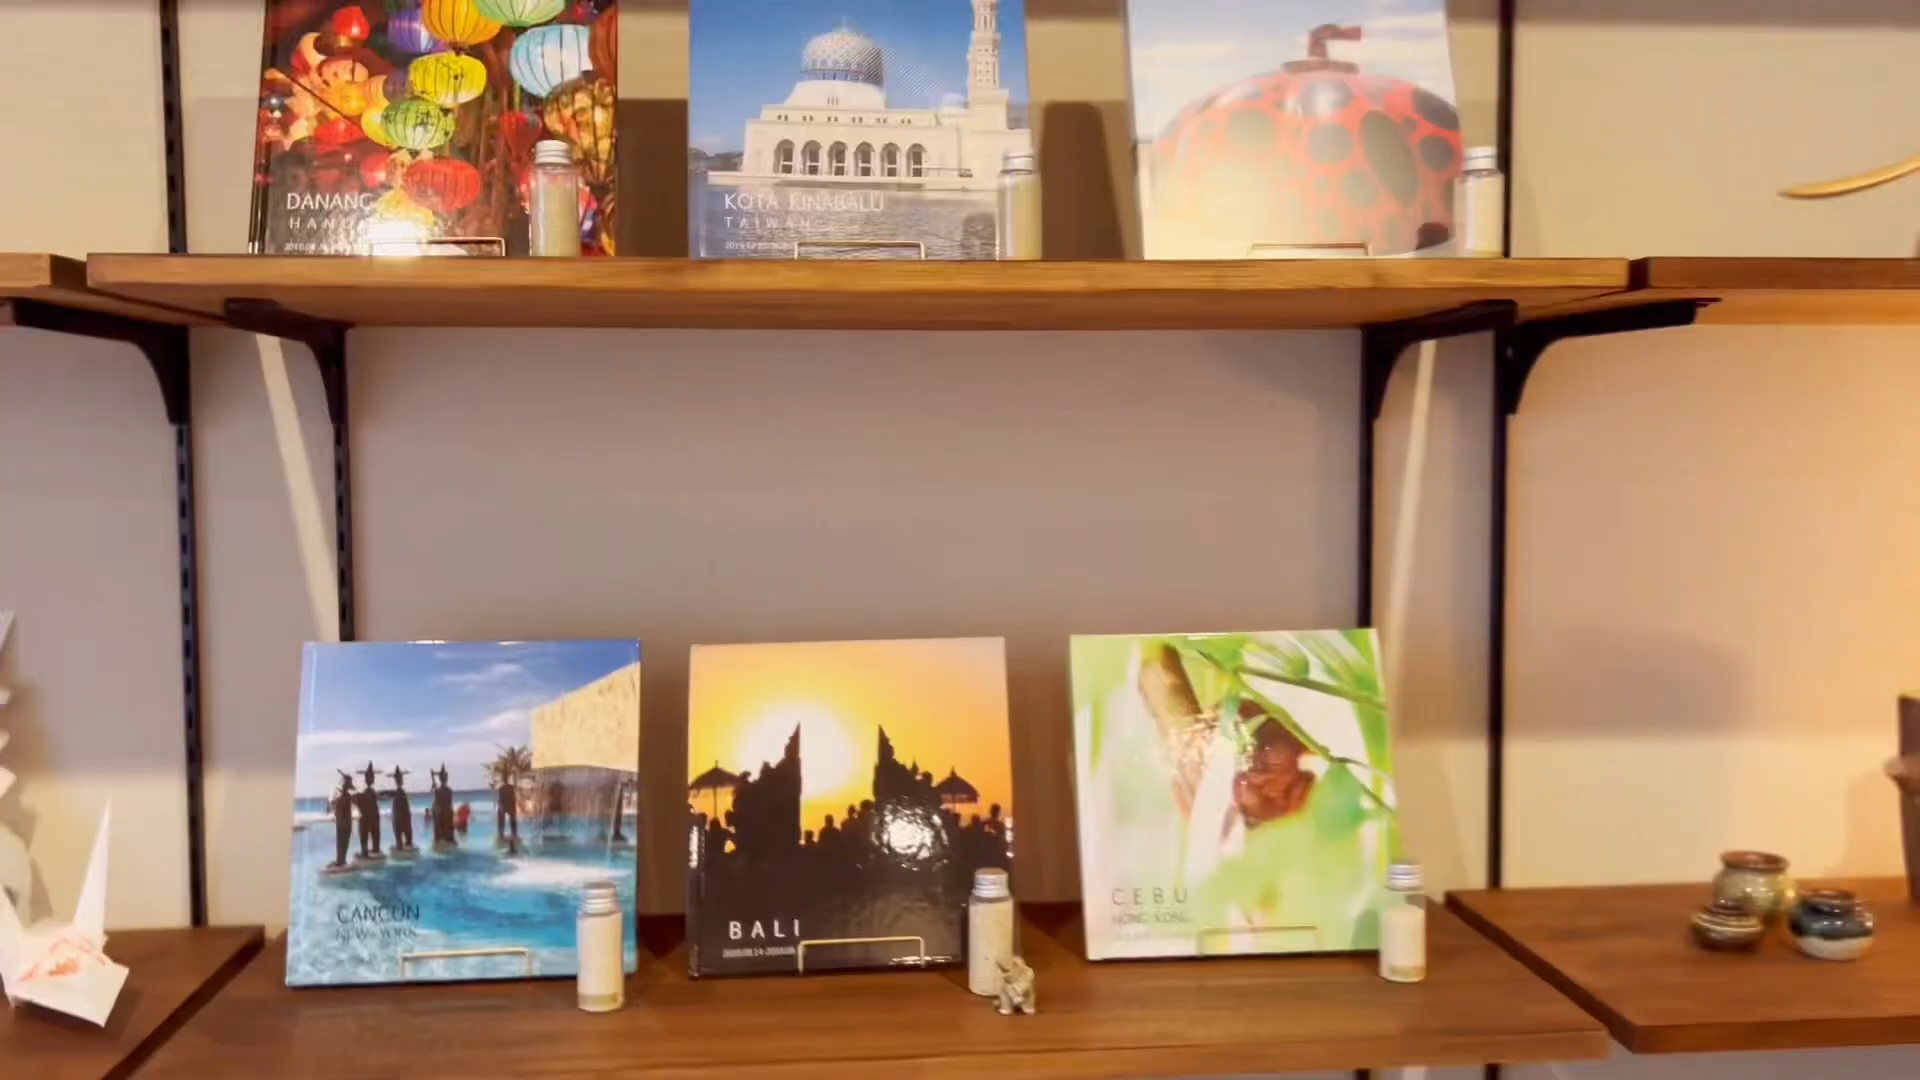 DANANG
KOTA KINABALU
TAIWAN
CANCUN
NEW YORK
BALI
CEBU
HONG KONG